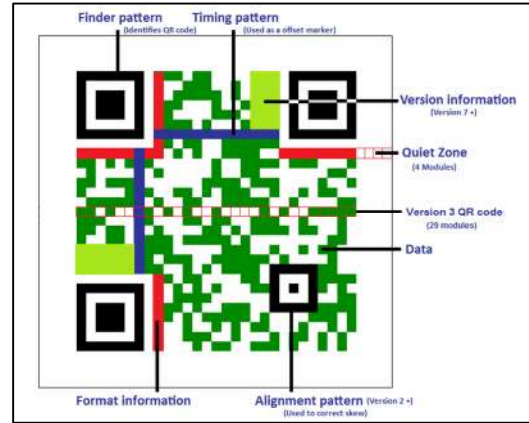 Finder pattern
(Identifies QR code)
Timing pattern
(Used as a offset marker)
Version information
(Version 7 +)
Quiet Zone
(4 Modules)
Version 3 QR code
(29 modules)
Data
Format information
Alignment pattern (Version 2 +)
(Used to correct skew)